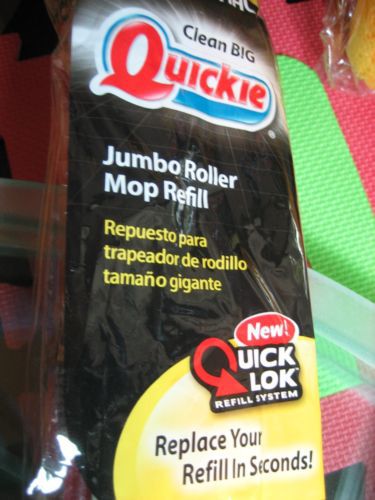 Clean BIG
Quickie
®
Jumbo Roller
Mop Refill
Repuesto para
trapeador de rodillo
tamaño gigante
New!
QUICK
LOK™
REFILL SYSTEM
Replace Your
Refill In Seconds!